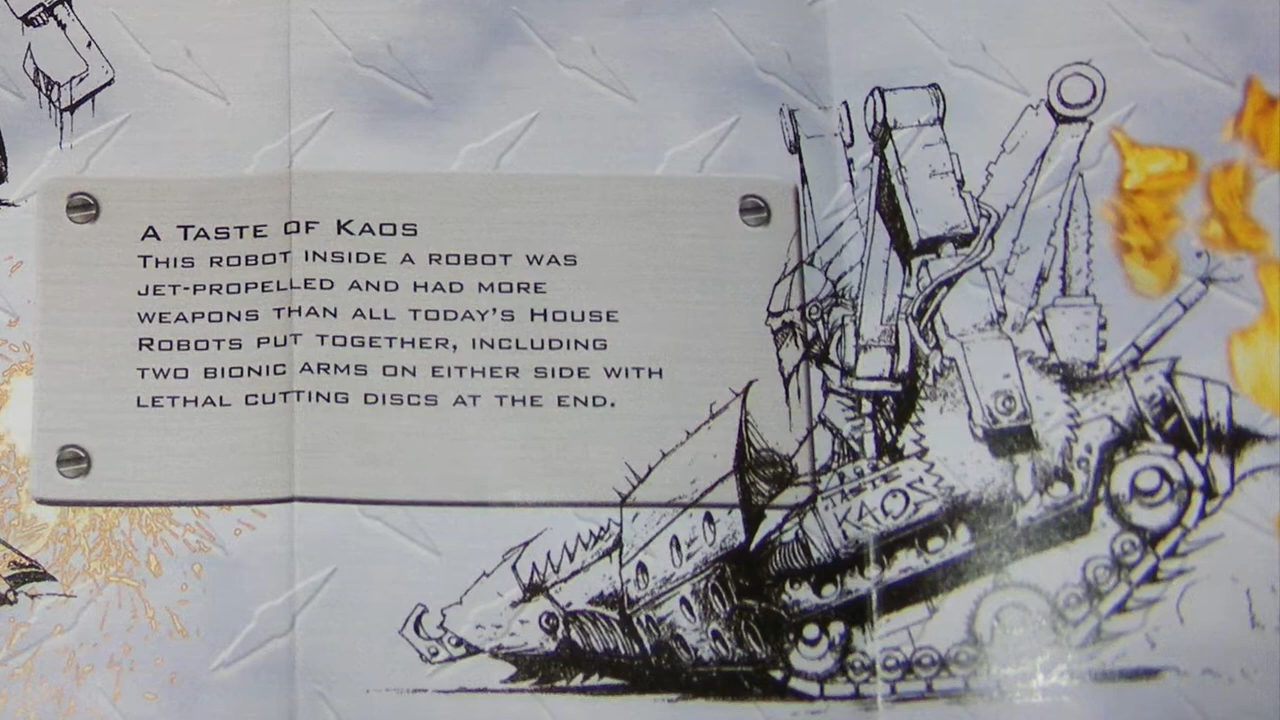 A Taste of Kaos
This robot inside a robot was
jet-propelled and had more
weapons than all today's House
Robots put together, including
two bionic arms on either side with
lethal cutting discs at the end.
TASTE
KAOS